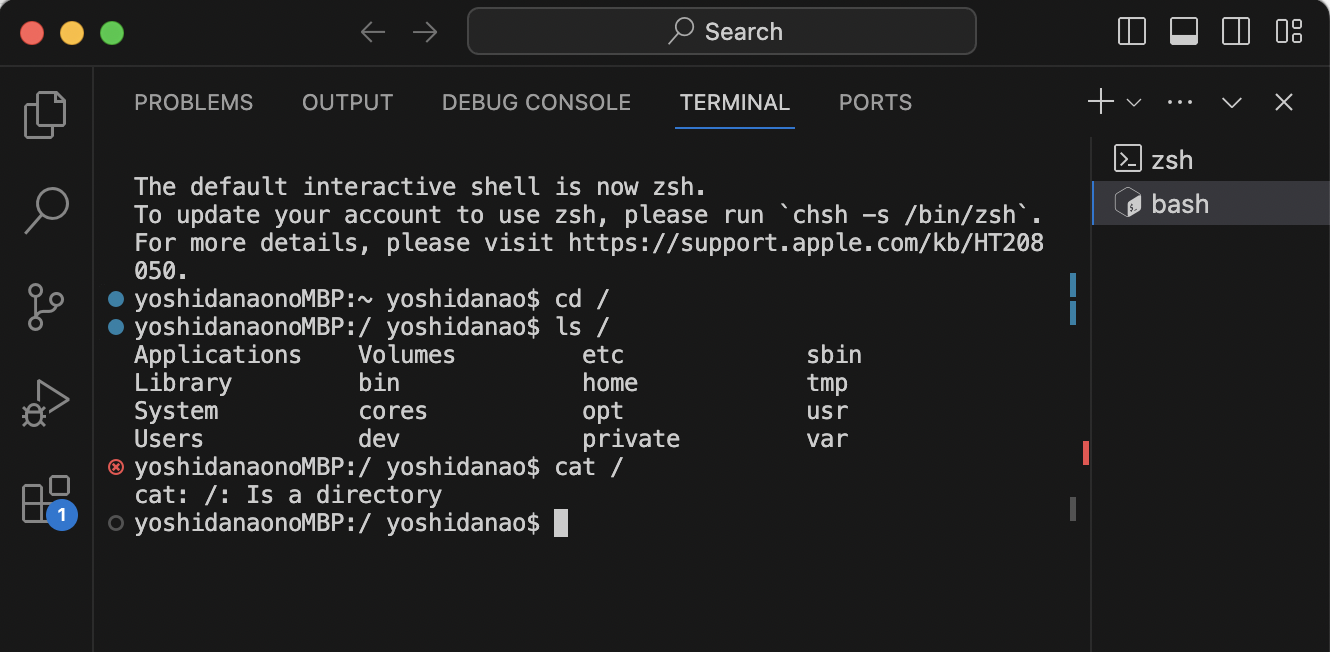 Search
PROBLEMS OUTPUT DEBUG CONSOLE TERMINAL PORTS
zsh
bash
The default interactive shell is now zsh.
To update your account to use zsh, please run `chsh -s /bin/zsh`.
For more details, please visit https://support.apple.com/kb/HT208
050.
yoshidanaonoMBP:~ yoshidanao$ cd /
yoshidanaonoMBP:/ yoshidanao$ ls /
Applications Volumes etc sbin
Library bin home tmp
System cores opt usr
Users dev private var
yoshidanaonoMBP:/ yoshidanao$ cat /
cat: /: Is a directory
yoshidanaonoMBP:/ yoshidanao$
1